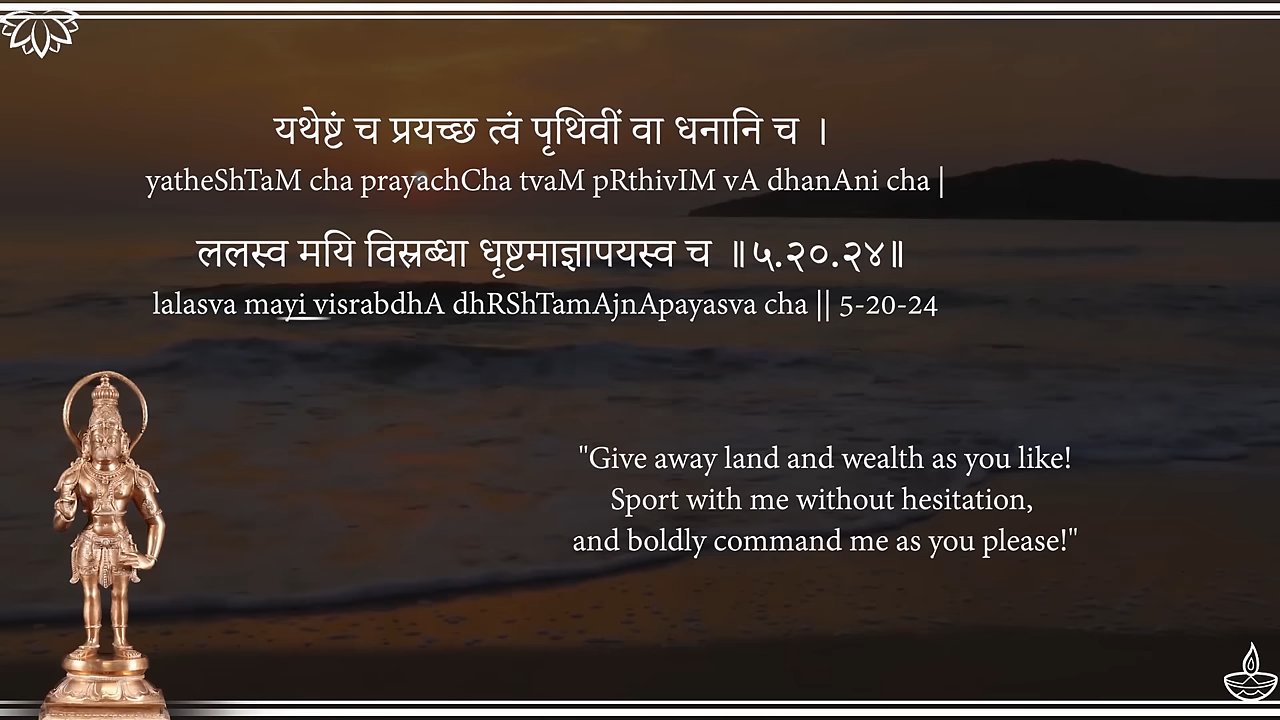 यथेष्टं च प्रयच्छ त्वं पृथिवीं वा धनानि च ।
yatheShTaM cha prayachCha tvaM pRthivIM vA dhanAni cha |
ललस्व मयि विस्रब्धा धृष्टमाज्ञापयस्व च ॥५.२०.२४॥
lalasva mayi visrabdhA dhRShTamAjnApayasva cha || 5-20-24
"Give away land and wealth as you like!
Sport with me without hesitation,
and boldly command me as you please!"